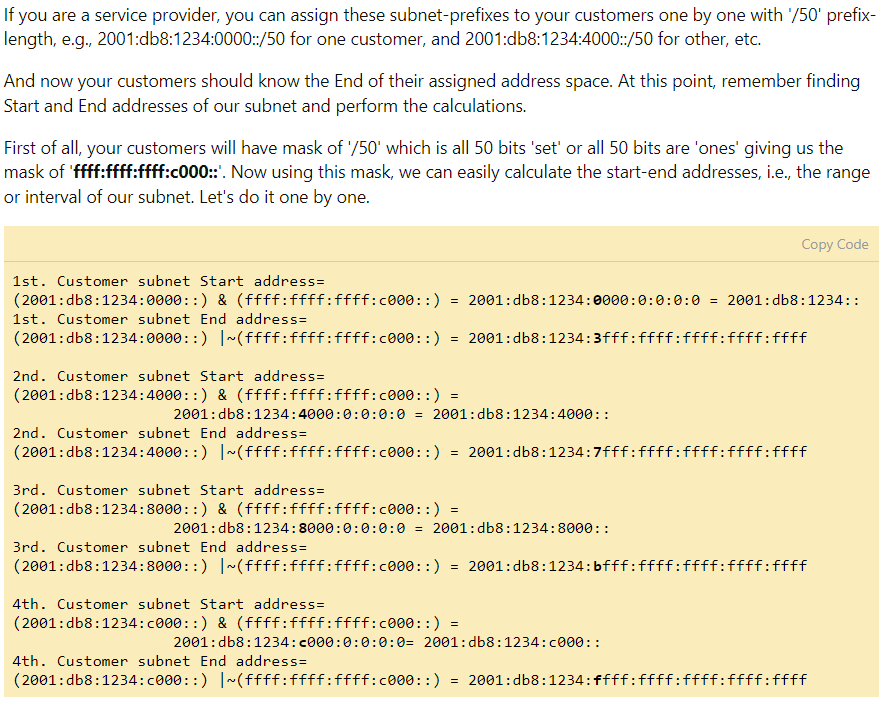 If you are a service provider, you can assign these subnet-prefixes to your customers one by one with '/50' prefix-
length, e.g., 2001:db8:1234:0000::/50 for one customer, and 2001:db8:1234:4000::/50 for other, etc.
And now your customers should know the End of their assigned address space. At this point, remember finding
Start and End addresses of our subnet and perform the calculations.
First of all, your customers will have mask of '/50' which is all 50 bits 'set' or all 50 bits are 'ones' giving us the
mask of 'ffff:ffff:ffff:c000::'. Now using this mask, we can easily calculate the start-end addresses, i.e., the range
or interval of our subnet. Let's do it one by one.
Copy Code
1st. Customer subnet Start address=
(2001:db8:1234:0000::) & (ffff:ffff:ffff:c000::) = 2001:db8:1234:0000:0:0:0:0 = 2001:db8:1234::
1st. Customer subnet End address=
(2001:db8:1234:0000::) |~(ffff:ffff:ffff:c000::) = 2001:db8:1234:3fff:ffff:ffff:ffff:ffff
2nd. Customer subnet Start address=
(2001:db8:1234:4000::) & (ffff:ffff:ffff:c000::) =
2001:db8:1234:4000:0:0:0:0 = 2001:db8:1234:4000::
2nd. Customer subnet End address=
(2001:db8:1234:4000::) |~(ffff:ffff:ffff:c000::) = 2001:db8:1234:7fff:ffff:ffff:ffff:ffff
3rd. Customer subnet Start address=
(2001:db8:1234:8000::) & (ffff:ffff:ffff:c000::) =
2001:db8:1234:8000:0:0:0:0 = 2001:db8:1234:8000::
3rd. Customer subnet End address=
(2001:db8:1234:8000::) |~(ffff:ffff:ffff:c000::) = 2001:db8:1234:bfff:ffff:ffff:ffff:ffff
4th. Customer subnet Start address=
(2001:db8:1234:c000::) & (ffff:ffff:ffff:c000::) =
2001:db8:1234:c000:0:0:0:0= 2001:db8:1234:c000::
4th. Customer subnet End address=
(2001:db8:1234:c000::) |~(ffff:ffff:ffff:c000::) = 2001:db8:1234:ffff:ffff:ffff:ffff:ffff